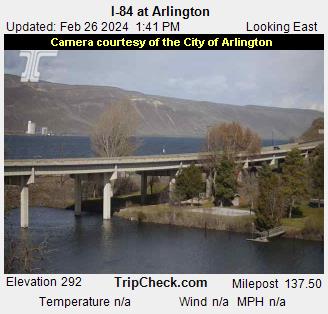 I-84 at Arlington
Updated: Feb 26 2024 1:41 PM Looking East
Camera courtesy of the City of Arlington
Elevation 292 TripCheck.com Milepost 137.50
Temperature n/a Wind n/a MPH n/a